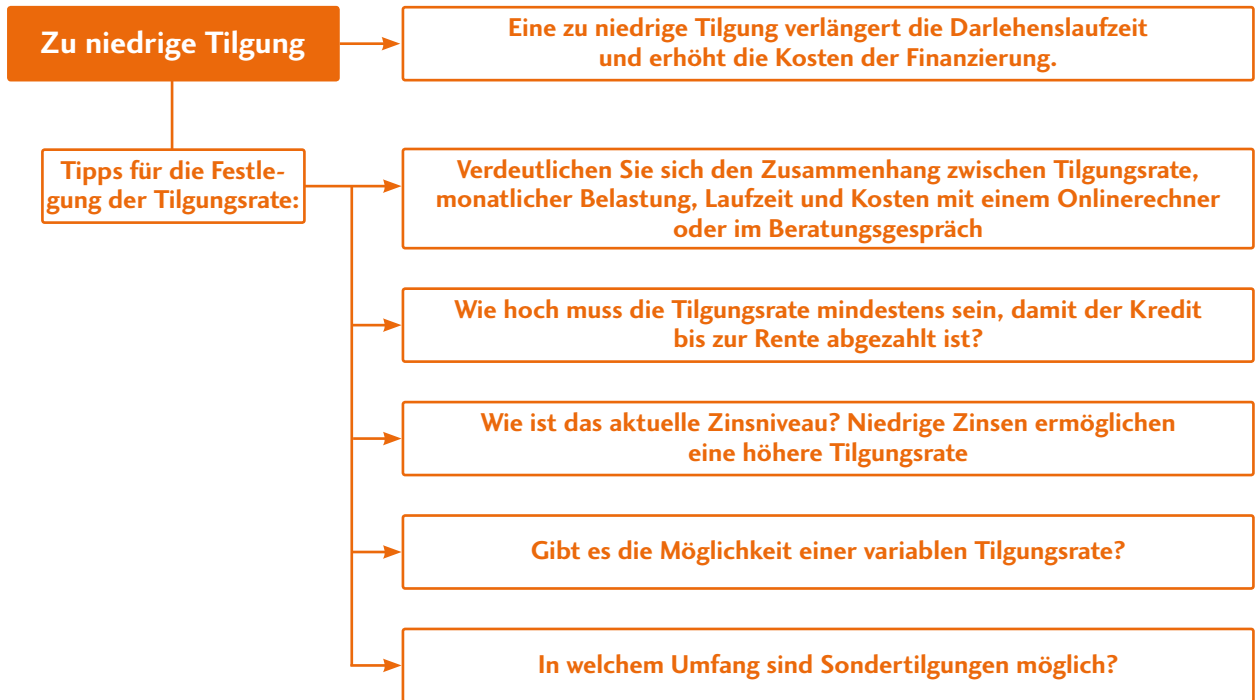 Zu niedrige Tilgung
Eine zu niedrige Tilgung verlängert die Darlehenslaufzeit
und erhöht die Kosten der Finanzierung.
Tipps für die Festle-
gung der Tilgungsrate:
Verdeutlichen Sie sich den Zusammenhang zwischen Tilgungsrate,
monatlicher Belastung, Laufzeit und Kosten mit einem Onlinerechner
oder im Beratungsgespräch
Wie hoch muss die Tilgungsrate mindestens sein, damit der Kredit
bis zur Rente abgezahlt ist?
Wie ist das aktuelle Zinsniveau? Niedrige Zinsen ermöglichen
eine höhere Tilgungsrate
Gibt es die Möglichkeit einer variablen Tilgungsrate?
In welchem Umfang sind Sondertilgungen möglich?